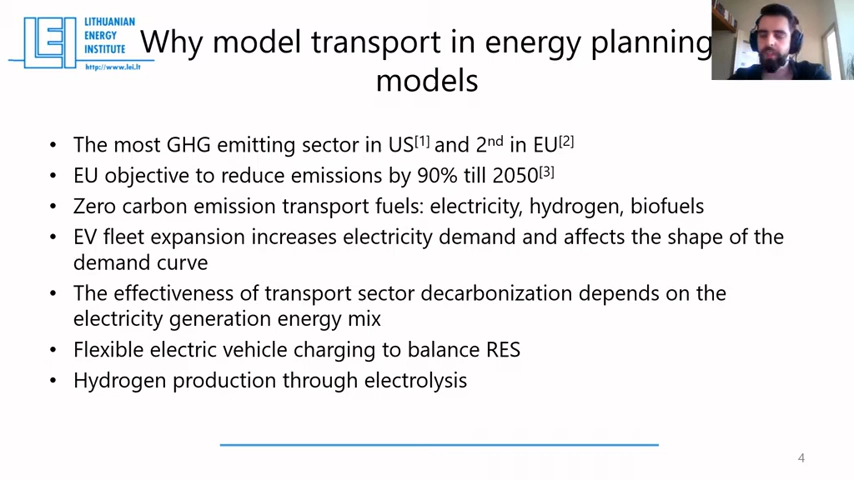 LITHUANIAN
ENERGY
INSTITUTE
http://www.lei.lt
LEI
Why model transport in energy planning
models
• The most GHG emitting sector in US[1] and 2nd in EU[2]
• EU objective to reduce emissions by 90% till 2050[3]
• Zero carbon emission transport fuels: electricity, hydrogen, biofuels
• EV fleet expansion increases electricity demand and affects the shape of the
demand curve
• The effectiveness of transport sector decarbonization depends on the
electricity generation energy mix
• Flexible electric vehicle charging to balance RES
• Hydrogen production through electrolysis
4